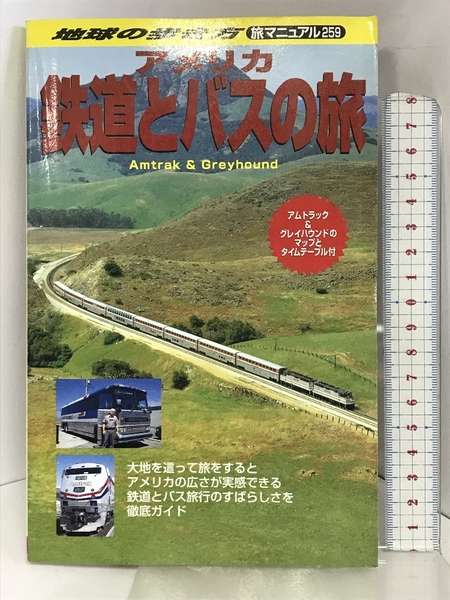 地球の歩き方 旅マニュアル259
アメリカ
鉄道とバスの旅
Amtrak & Greyhound
アムトラック
&
グレイハウンドの
マップと
タイムテーブル付
大地を這って旅をすると
アメリカの広さが実感できる
鉄道とバス旅行のすばらしさを
徹底ガイド